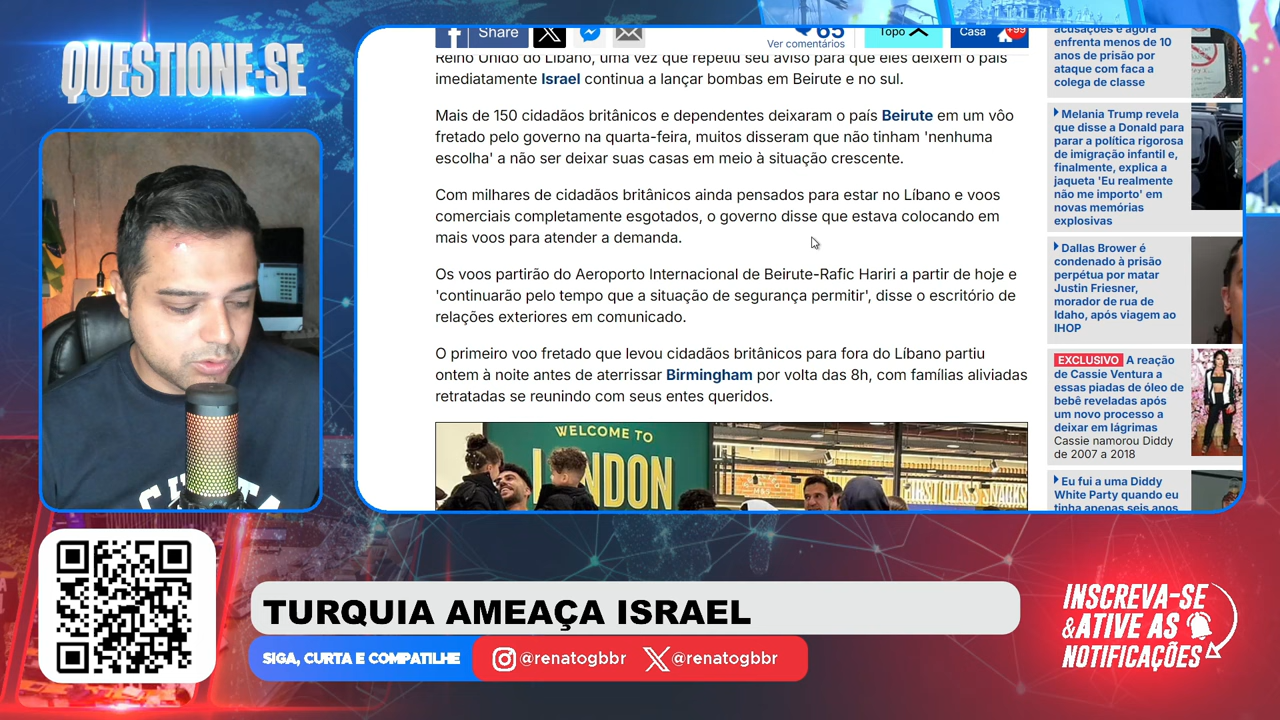 QUESTIONE-SE
Share
65
Ver comentários
Topo
Casa
+99
Reino Unido do Líbano, uma vez que repetiu seu aviso para que eles deixem o país
imediatamente Israel continua a lançar bombas em Beirute e no sul.
Mais de 150 cidadãos britânicos e dependentes deixaram o país Beirute em um vôo
fretado pelo governo na quarta-feira, muitos disseram que não tinham 'nenhuma
escolha' a não ser deixar suas casas em meio à situação crescente.
Com milhares de cidadãos britânicos ainda pensados para estar no Líbano e voos
comerciais completamente esgotados, o governo disse que estava colocando em
mais voos para atender a demanda.
Os voos partirão do Aeroporto Internacional de Beirute-Rafic Hariri a partir de hoje e
'continuarão pelo tempo que a situação de segurança permitir', disse o escritório de
relações exteriores em comunicado.
O primeiro voo fretado que levou cidadãos britânicos para fora do Líbano partiu
ontem à noite antes de aterrissar Birmingham por volta das 8h, com famílias aliviadas
retratadas se reunindo com seus entes queridos.
WELCOME TO
LONDON
acusações e agora
enfrenta menos de 10
anos de prisão por
ataque com faca a
colega de classe
Melania Trump revela
que disse a Donald para
parar a política rigorosa
de imigração infantil e,
finalmente, explica a
jaqueta 'Eu realmente
não me importo' em
novas memórias
explosivas
Dallas Brower é
condenado à prisão
perpétua por matar
Justin Friesner,
morador de rua de
Idaho, após viagem ao
IHOP
EXCLUSIVO A reação
de Cassie Ventura a
essas piadas de óleo de
bebê reveladas após
um novo processo a
deixar em lágrimas
Cassie namorou Diddy
de 2007 a 2018
Eu fui a uma Diddy
White Party quando eu
tinha apenas seis anos
TURQUIA AMEAÇA ISRAEL
SIGA, CURTA E COMPATILHE
@renatogbbr
@renatogbbr
INSCREVA-SE
&ATIVE AS
NOTIFICAÇÕES